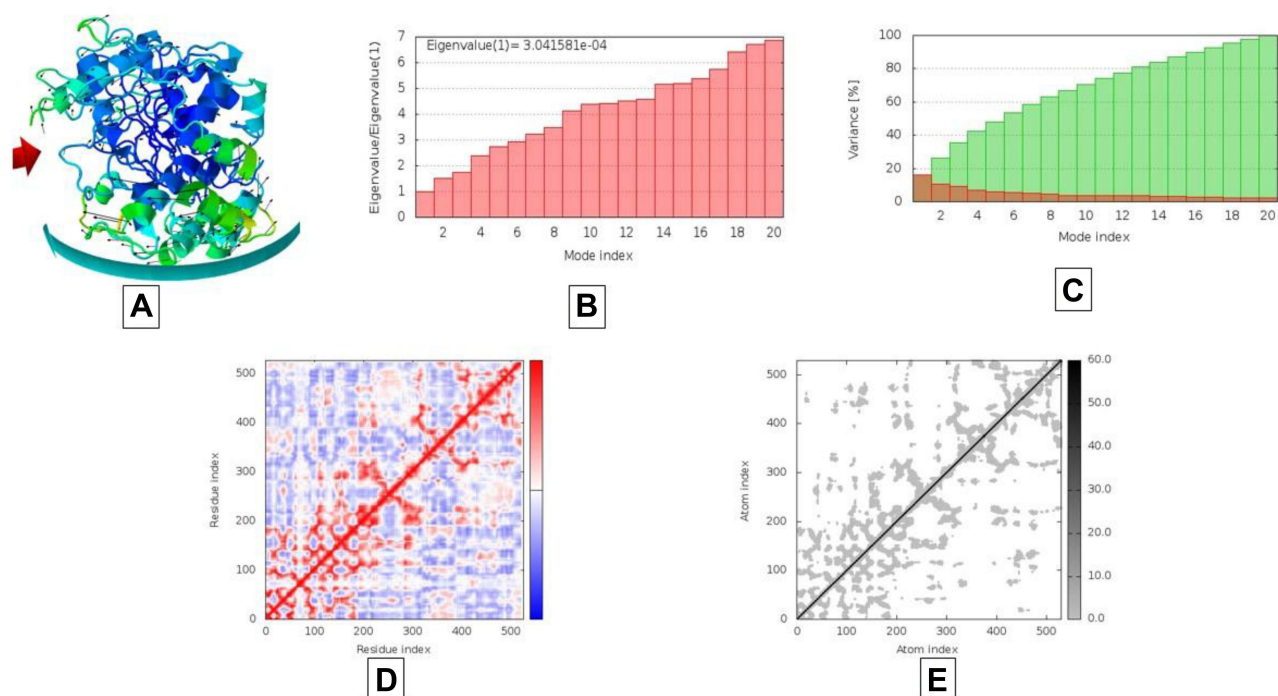 7
6
5
4
3
2
1
0
Eigenvalue/Eigenvalue(1)
Eigenvalue(1)= 3.041581e-04
2 4 6 8 10 12 14 16 18 20
Mode index
100
80
60
40
20
0
Variance [%]
2 4 6 8 10 12 14 16 18 20
Mode index
A
B
C
500
400
300
200
100
0
Residue index
0 100 200 300 400 500
Residue index
D
500
400
300
200
100
0
Atom index
0 100 200 300 400 500
Atom index
60.0
50.0
40.0
30.0
20.0
10.0
0.0
E